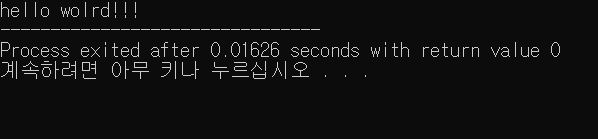 hello wolrd!!!
--------------------------------
Process exited after 0.01626 seconds with return value 0
계속하려면 아무 키나 누르십시오 . . .